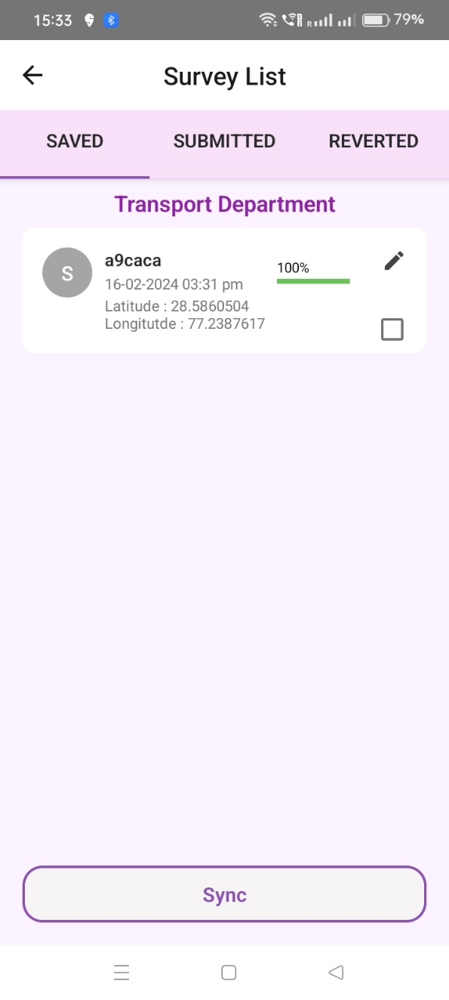 15:33 79%
Survey List
SAVED SUBMITTED REVERTED
Transport Department
S
a9caca
100%
16-02-2024 03:31 pm
Latitude : 28.5860504
Longitutde : 77.2387617
Sync